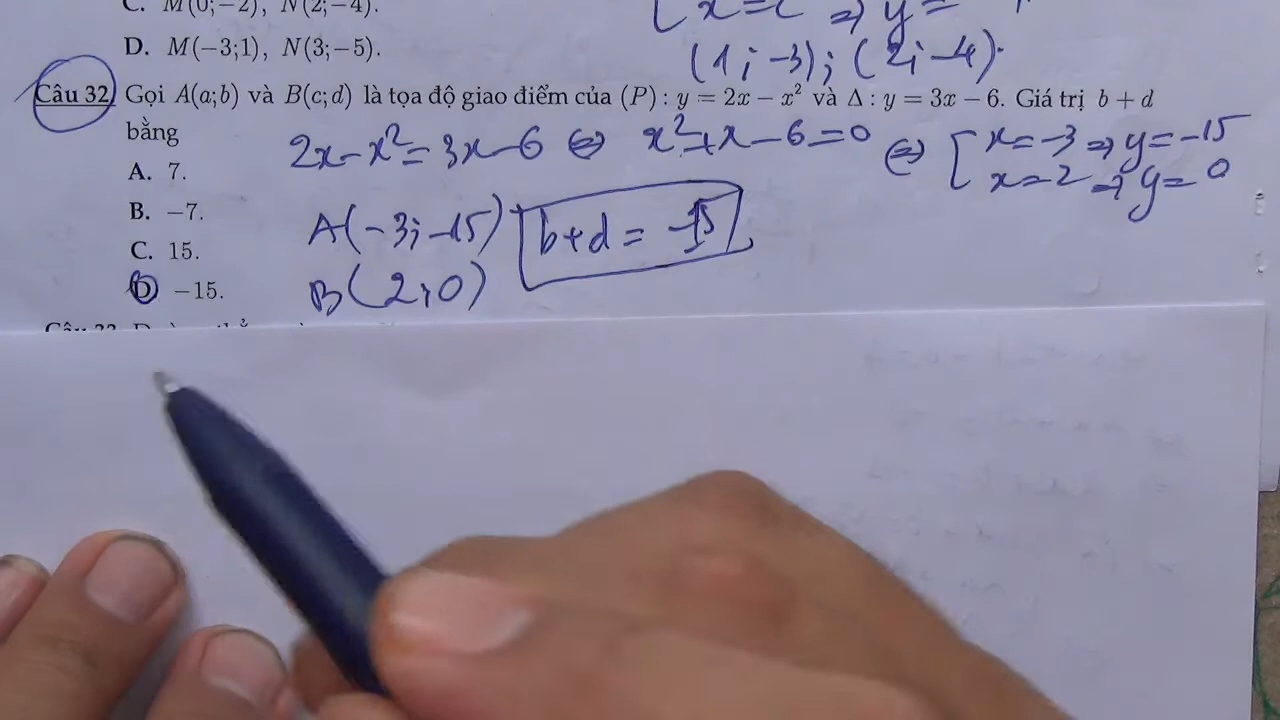 C. M(0;−2), N(2;−4).
D. M(−3;1), N(3;−5).
(1; −3); (2; −4).
Câu 32 Gọi A(a;b) và B(c;d) là tọa độ giao điểm của (P) : y = 2x − x² và Δ : y = 3x − 6. Giá trị b + d
bằng
2x − x² = 3x − 6 ⇔ x² + x − 6 = 0 ⇔ [ x = −3 ⇒ y = −15
x = 2 ⇒ y = 0
A. 7.
B. −7.
C. 15.
D −15.
A(−3; −15)
B(2; 0)
b + d = −15